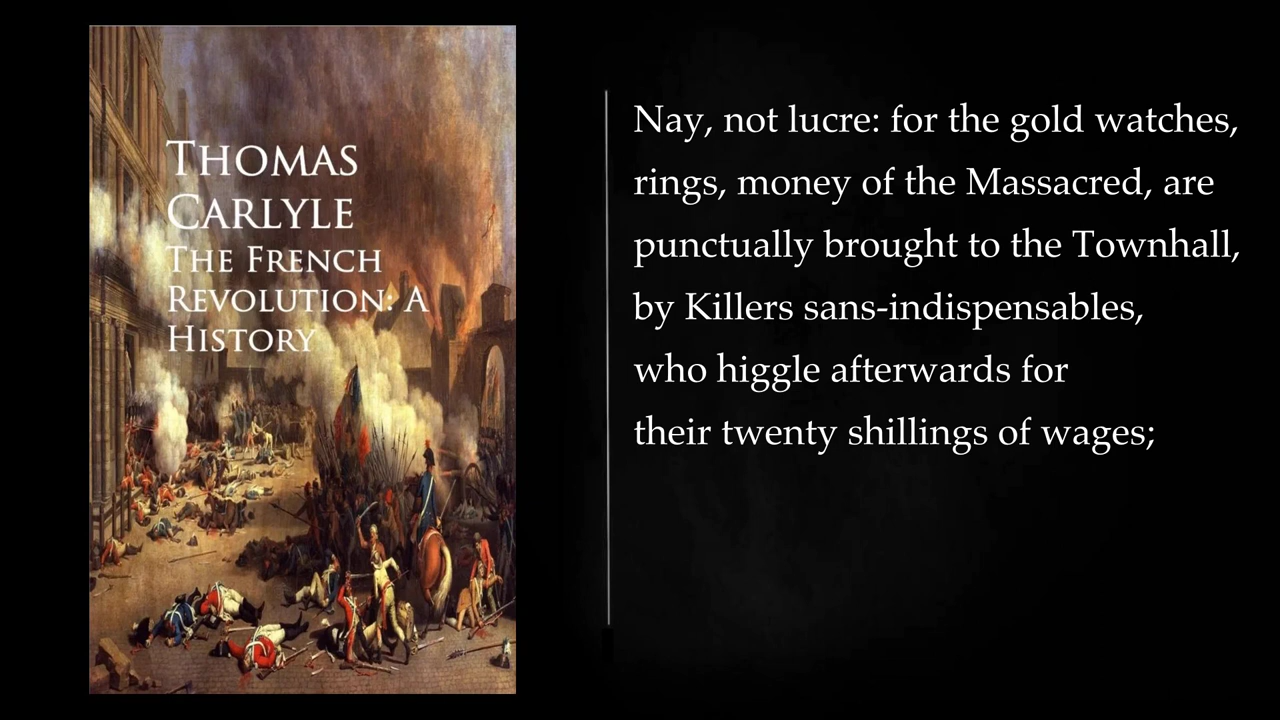 THOMAS
CARLYLE
THE FRENCH
REVOLUTION: A
HISTORY
Nay, not lucre: for the gold watches,
rings, money of the Massacred, are
punctually brought to the Townhall,
by Killers sans-indispensables,
who higgle afterwards for
their twenty shillings of wages;